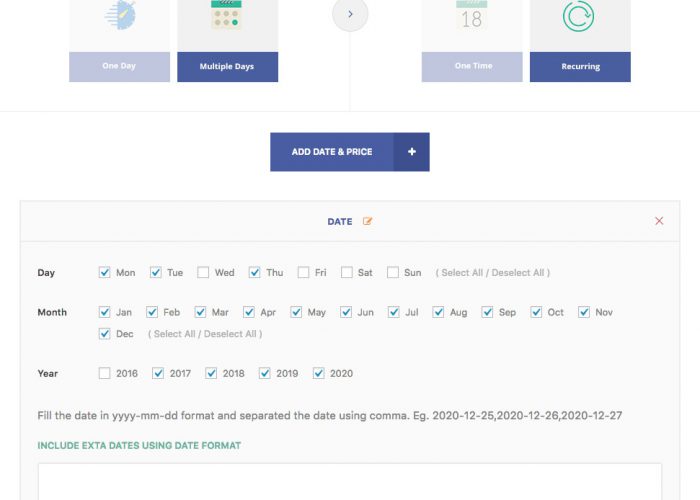 18
One Day
Multiple Days
One Time
Recurring
ADD DATE & PRICE +
DATE
Day Mon Tue Wed Thu Fri Sat Sun ( Select All / Deselect All )
Month Jan Feb Mar Apr May Jun Jul Aug Sep Oct Nov
Dec ( Select All / Deselect All )
Year 2016 2017 2018 2019 2020
Fill the date in yyyy-mm-dd format and separated the date using comma. Eg. 2020-12-25,2020-12-26,2020-12-27
INCLUDE EXTA DATES USING DATE FORMAT